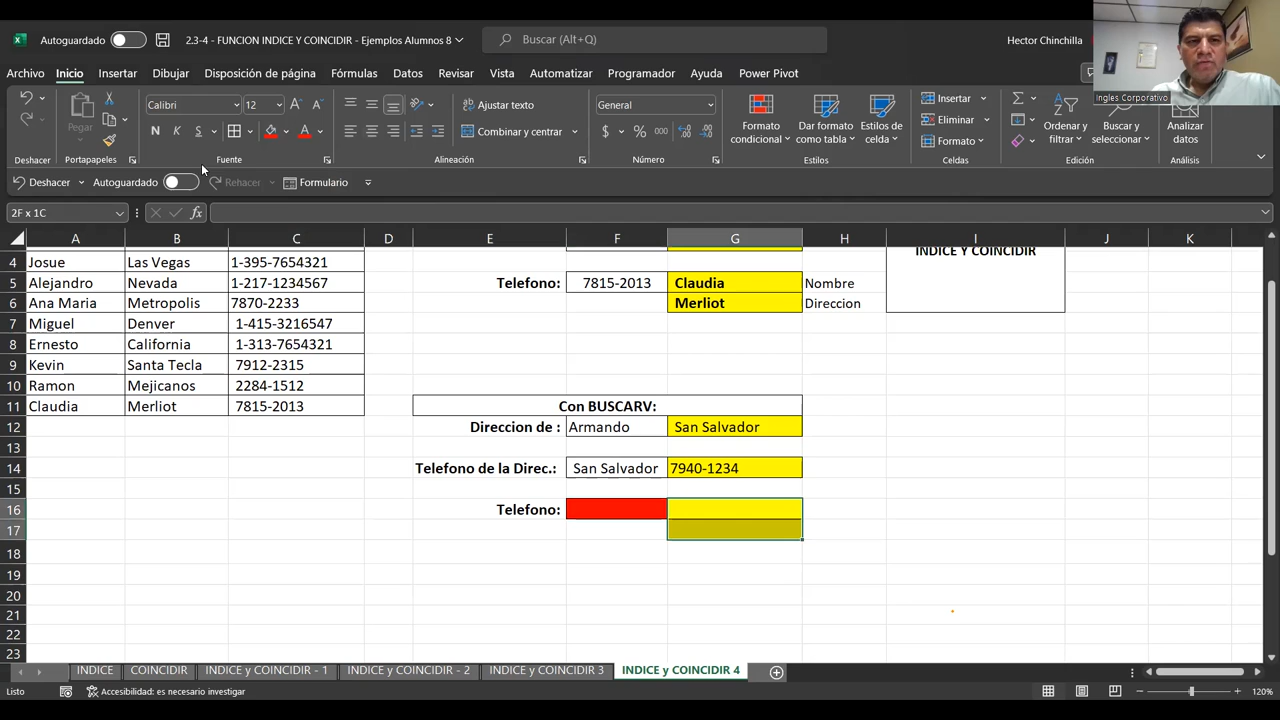 Autoguardado
2.3-4 - FUNCION INDICE Y COINCIDIR - Ejemplos Alumnos 8
Buscar (Alt+Q)
Hector Chinchilla
Ingles Corporativo
Archivo Inicio Insertar Dibujar Disposición de página Fórmulas Datos Revisar Vista Automatizar Programador Ayuda Power Pivot
Pegar
Calibri 12
N K S
Ajustar texto
Combinar y centrar
General
$ % 000
Formato condicional
Dar formato como tabla
Estilos de celda
Insertar
Eliminar
Formato
Ordenar y filtrar
Buscar y seleccionar
Analizar datos
Deshacer Portapapeles Fuente Alineación Número Estilos Celdas Edición Análisis
Deshacer Autoguardado Rehacer Formulario
2F x 1C fx
A B C D E F G H I J K
4 Josue Las Vegas 1-395-7654321 INDICE Y COINCIDIR
5 Alejandro Nevada 1-217-1234567 Telefono: 7815-2013 Claudia Nombre
6 Ana Maria Metropolis 7870-2233 Merliot Direccion
7 Miguel Denver 1-415-3216547
8 Ernesto California 1-313-7654321
9 Kevin Santa Tecla 7912-2315
10 Ramon Mejicanos 2284-1512
11 Claudia Merliot 7815-2013 Con BUSCARV:
12 Direccion de : Armando San Salvador
13
14 Telefono de la Direc.: San Salvador 7940-1234
15
16 Telefono:
17
18
19
20
21
22
23
INDICE COINCIDIR INDICE y COINCIDIR - 1 INDICE y COINCIDIR - 2 INDICE y COINCIDIR 3 INDICE y COINCIDIR 4
Listo Accesibilidad: es necesario investigar 120%